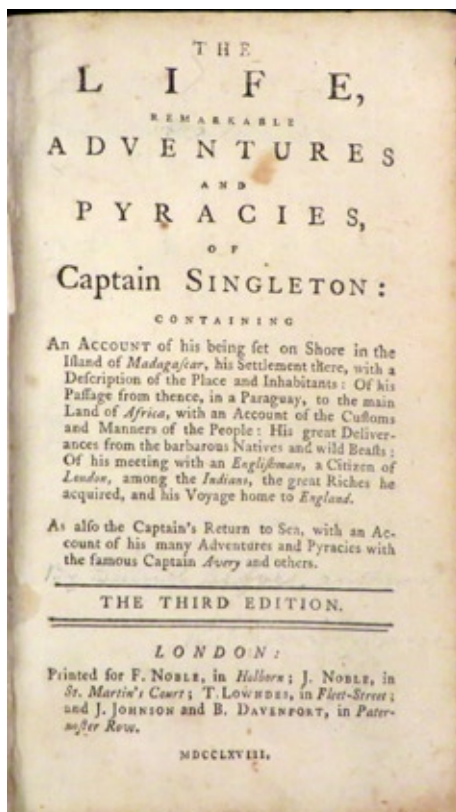 THE
LIFE,
REMARKABLE
ADVENTURES
AND
PYRACIES,
OF
Captain SINGLETON:
CONTAINING
An ACCOUNT of his being ſet on Shore in the
Iſland of Madagaſcar, his Settlement there, with a
Deſcription of the Place and Inhabitants: Of his
Paſſage from thence, in a Paraguay, to the main
Land of Africa, with an Account of the Cuſtoms
and Manners of the People: His great Deliver-
ances from the barbarous Natives and wild Beaſts:
Of his meeting with an Engliſhman, a Citizen of
London, among the Indians, the great Riches he
acquired, and his Voyage home to England.
As alſo the Captain's Return to Sea, with an Ac-
count of his many Adventures and Pyracies with
the famous Captain Avery and others.
THE THIRD EDITION.
LONDON:
Printed for F. NOBLE, in Holborn; J. NOBLE, in
St. Martin's Court; T. LOWNDES, in Fleet-Street;
and J. JOHNSON and B. DAVENPORT, in Pater-
noſter Row.
MDCCLXVIII.